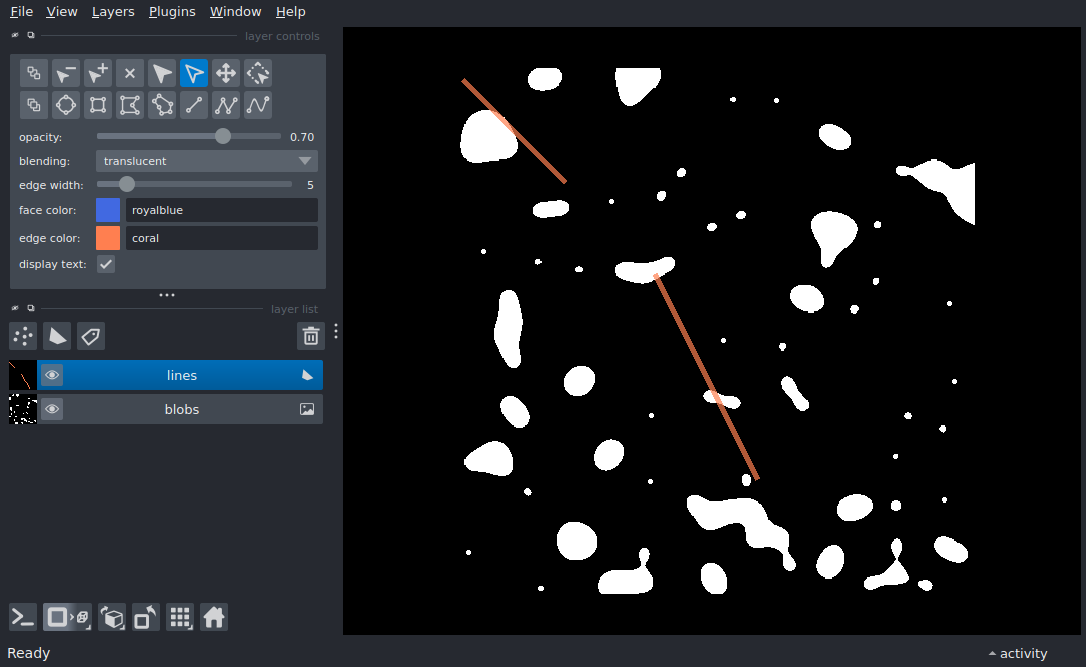 File View Layers Plugins Window Help
layer controls
opacity: 0.70
blending: translucent
edge width: 5
face color: royalblue
edge color: coral
display text:
layer list
lines
blobs
Ready
activity